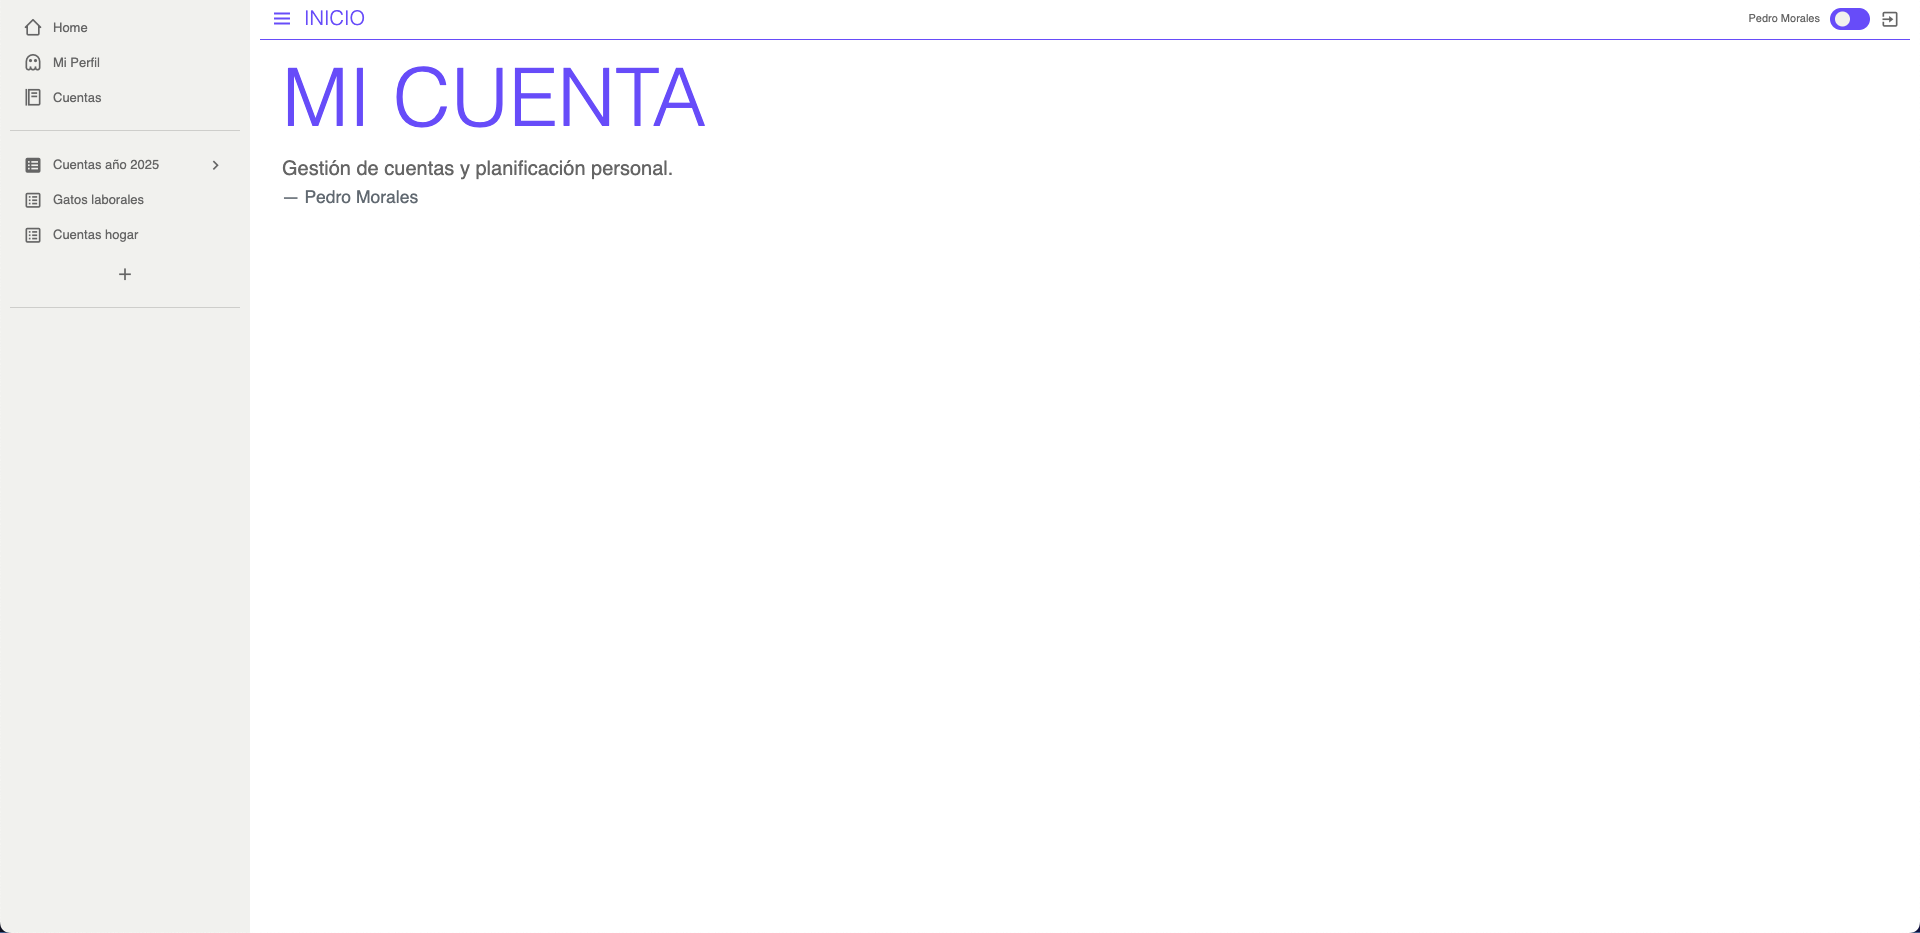 Home
Mi Perfil
Cuentas
Cuentas año 2025
Gatos laborales
Cuentas hogar
INICIO
Pedro Morales
MI CUENTA
Gestión de cuentas y planificación personal.
— Pedro Morales